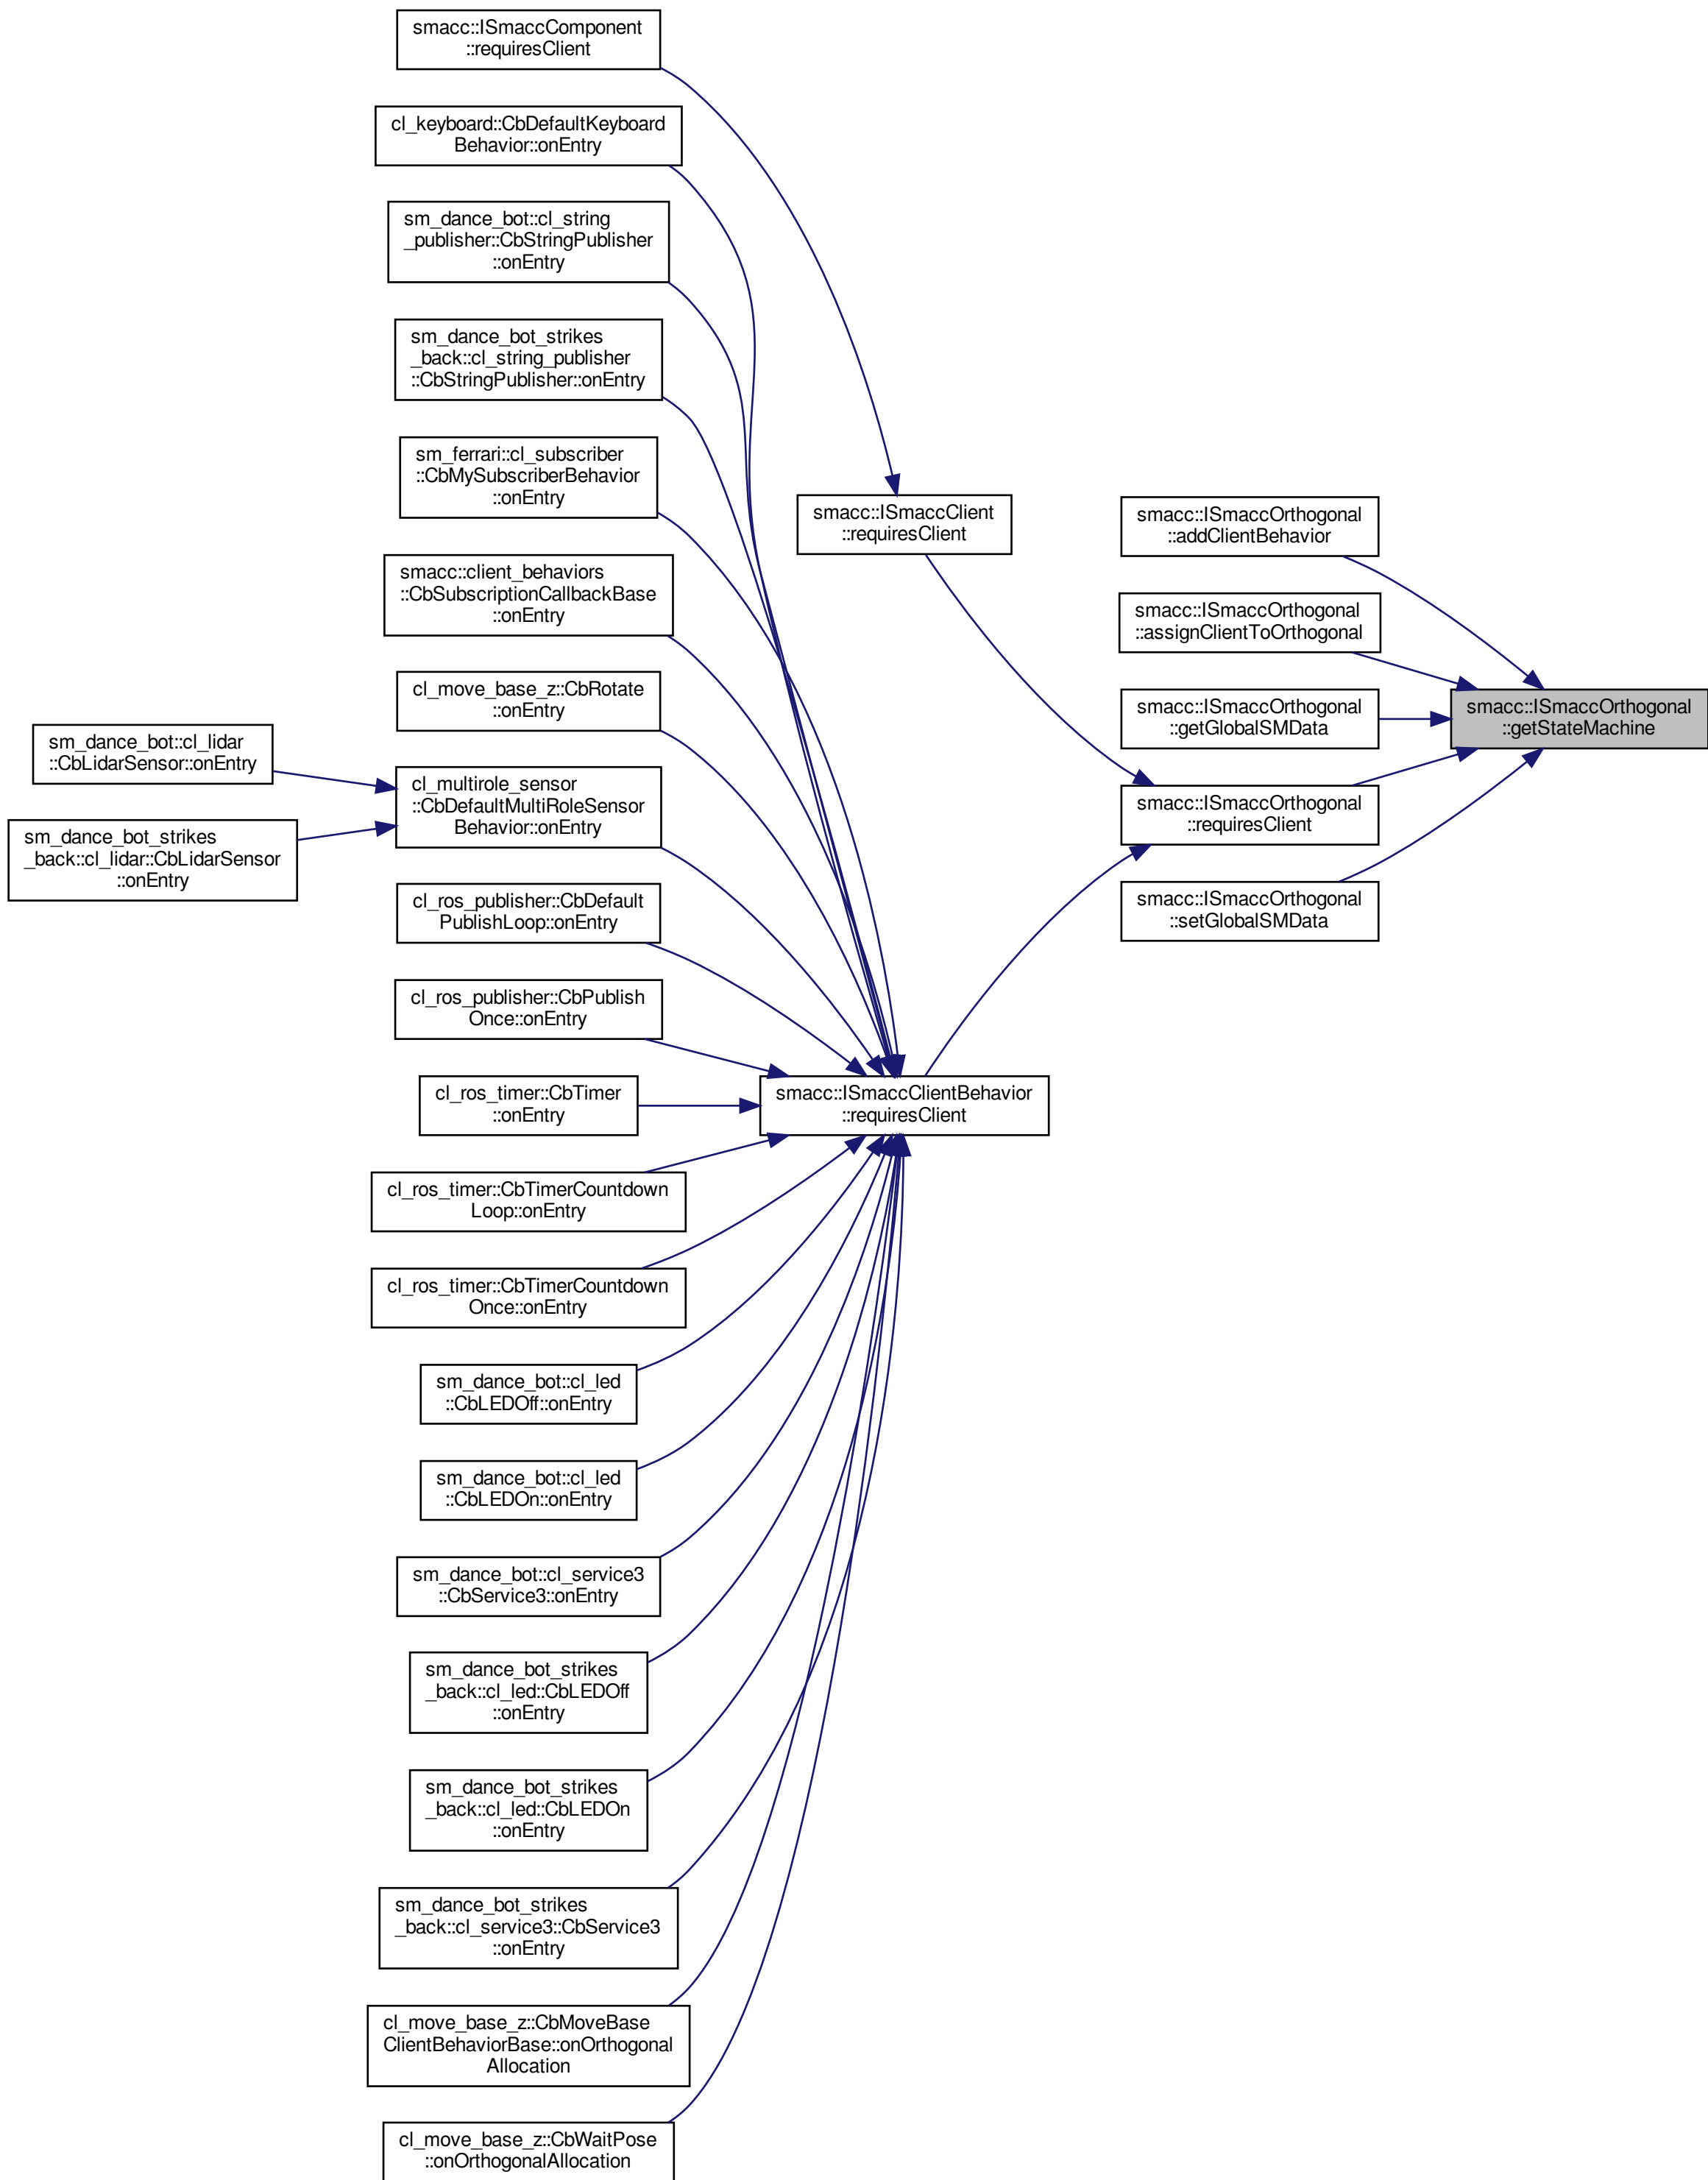 smacc::ISmaccComponent
::requiresClient
cl_keyboard::CbDefaultKeyboard
Behavior::onEntry
sm_dance_bot::cl_string
_publisher::CbStringPublisher
::onEntry
sm_dance_bot_strikes
_back::cl_string_publisher
::CbStringPublisher::onEntry
sm_ferrari::cl_subscriber
::CbMySubscriberBehavior
::onEntry
smacc::client_behaviors
::CbSubscriptionCallbackBase
::onEntry
cl_move_base_z::CbRotate
::onEntry
sm_dance_bot::cl_lidar
::CbLidarSensor::onEntry
sm_dance_bot_strikes
_back::cl_lidar::CbLidarSensor
::onEntry
cl_multirole_sensor
::CbDefaultMultiRoleSensor
Behavior::onEntry
cl_ros_publisher::CbDefault
PublishLoop::onEntry
cl_ros_publisher::CbPublish
Once::onEntry
cl_ros_timer::CbTimer
::onEntry
cl_ros_timer::CbTimerCountdown
Loop::onEntry
cl_ros_timer::CbTimerCountdown
Once::onEntry
sm_dance_bot::cl_led
::CbLEDOff::onEntry
sm_dance_bot::cl_led
::CbLEDOn::onEntry
sm_dance_bot::cl_service3
::CbService3::onEntry
sm_dance_bot_strikes
_back::cl_led::CbLEDOff
::onEntry
sm_dance_bot_strikes
_back::cl_led::CbLEDOn
::onEntry
sm_dance_bot_strikes
_back::cl_service3::CbService3
::onEntry
cl_move_base_z::CbMoveBase
ClientBehaviorBase::onOrthogonal
Allocation
cl_move_base_z::CbWaitPose
::onOrthogonalAllocation
smacc::ISmaccClient
::requiresClient
smacc::ISmaccClientBehavior
::requiresClient
smacc::ISmaccOrthogonal
::addClientBehavior
smacc::ISmaccOrthogonal
::assignClientToOrthogonal
smacc::ISmaccOrthogonal
::getGlobalSMData
smacc::ISmaccOrthogonal
::requiresClient
smacc::ISmaccOrthogonal
::setGlobalSMData
smacc::ISmaccOrthogonal
::getStateMachine